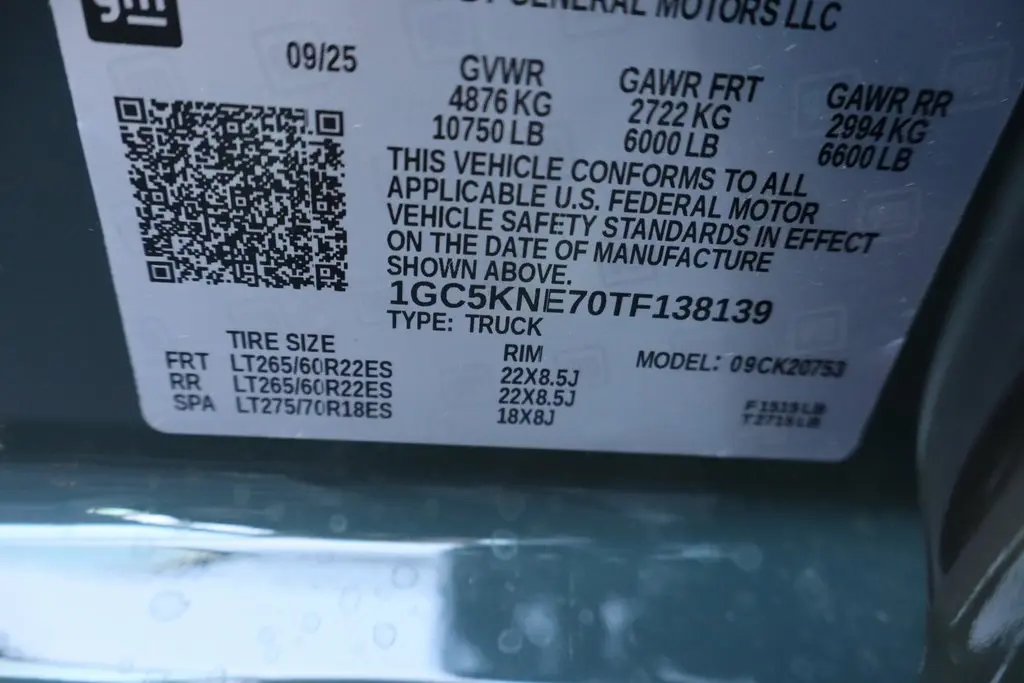 gm
GENERAL MOTORS LLC
09/25
GVWR GAWR FRT GAWR RR
4876 KG 2722 KG 2994 KG
10750 LB 6000 LB 6600 LB
THIS VEHICLE CONFORMS TO ALL
APPLICABLE U.S. FEDERAL MOTOR
VEHICLE SAFETY STANDARDS IN EFFECT
ON THE DATE OF MANUFACTURE
SHOWN ABOVE.
1GC5KNE70TF138139
TYPE: TRUCK
TIRE SIZE RIM MODEL: 09CK20753
FRT LT265/60R22ES 22X8.5J
RR LT265/60R22ES 22X8.5J
SPA LT275/70R18ES 18X8J